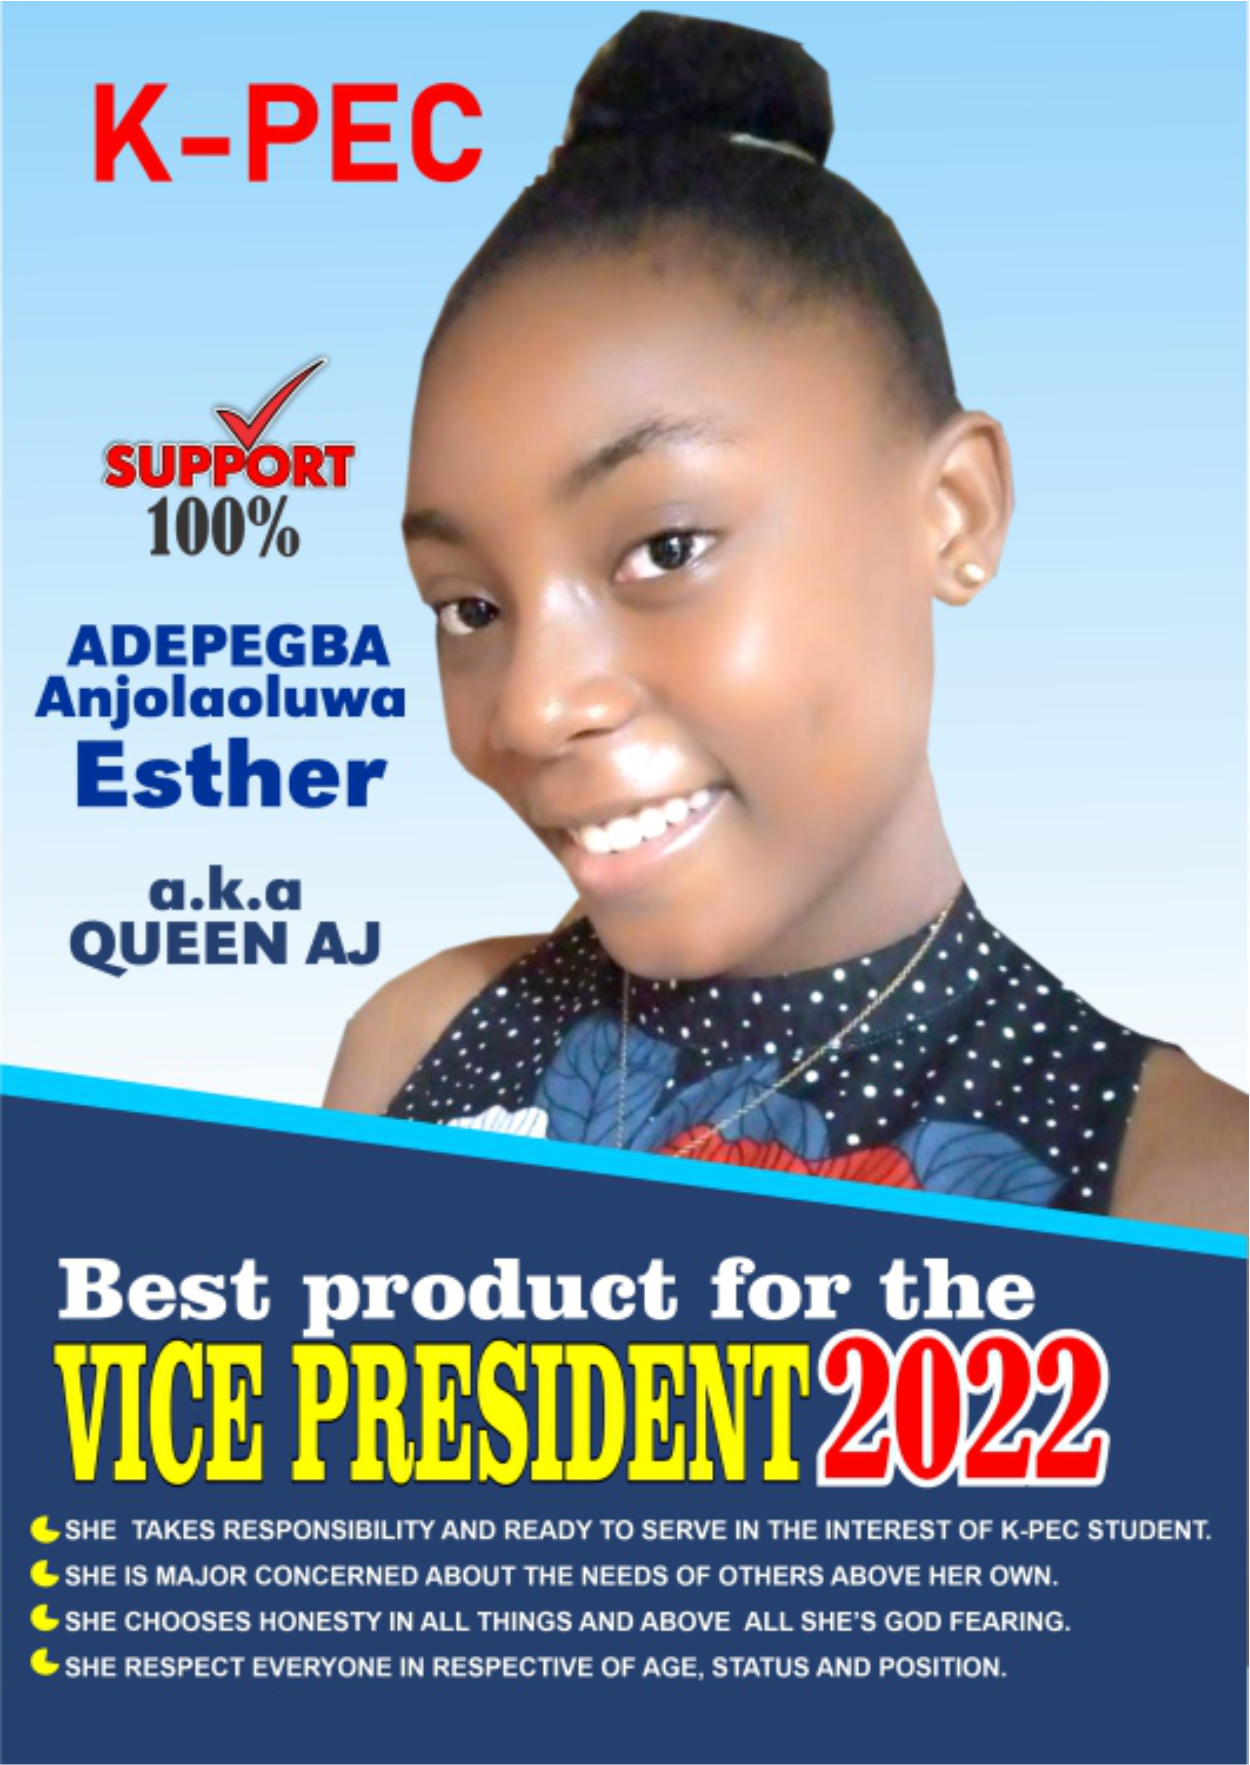 K-PEC
SUPPORT
100%
ADEPEGBA
Anjolaoluwa
Esther
a.k.a
QUEEN AJ
Best product for the
VICE PRESIDENT 2022
SHE TAKES RESPONSIBILITY AND READY TO SERVE IN THE INTEREST OF K-PEC STUDENT.
SHE IS MAJOR CONCERNED ABOUT THE NEEDS OF OTHERS ABOVE HER OWN.
SHE CHOOSES HONESTY IN ALL THINGS AND ABOVE ALL SHE'S GOD FEARING.
SHE RESPECT EVERYONE IN RESPECTIVE OF AGE, STATUS AND POSITION.